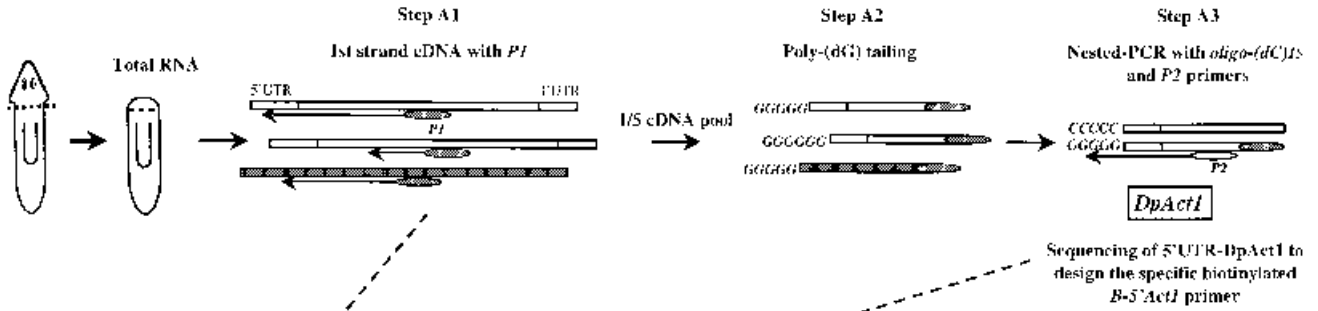 Step A1
Step A2
Step A3
1st strand cDNA with P1
Poly-(dG) tailing
Nested-PCR with oligo-(dC)15
and P2 primers
Total RNA
5'UTR
3'UTR
P1
1/5 cDNA pool
GGGGG
GGGGGG
GGGGG
CCCCC
GGGGG
P2
DpAct1
Sequencing of 5'UTR-DpAct1 to
design the specific biotinylated
B-5'Act1 primer